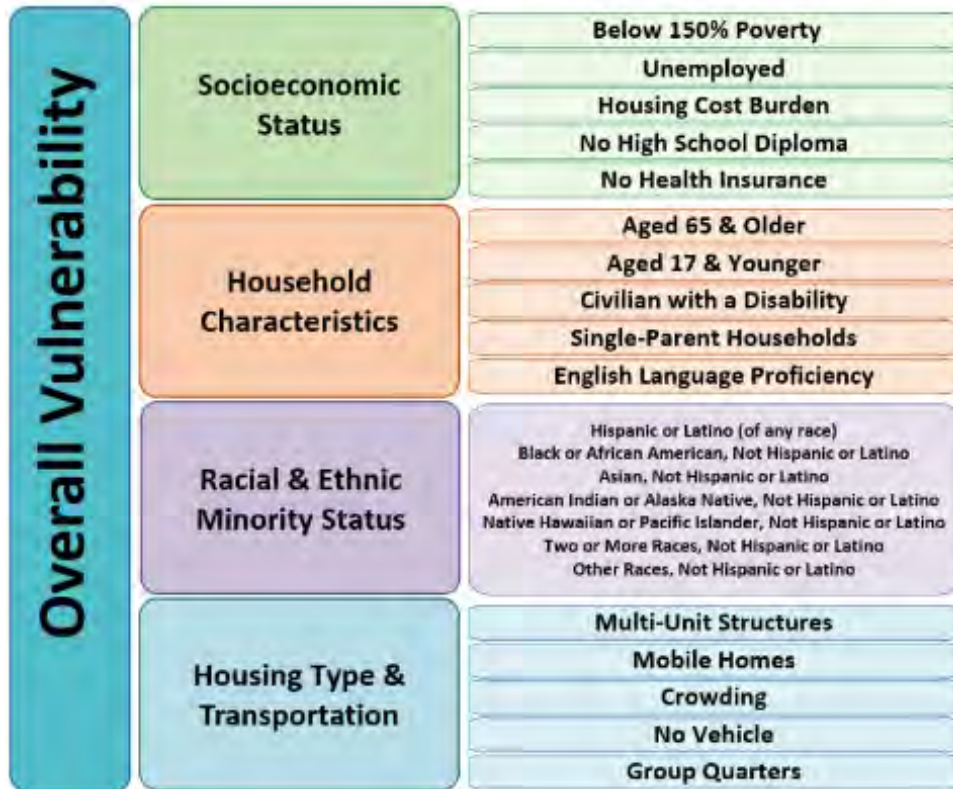 Overall Vulnerability
Socioeconomic
Status
Below 150% Poverty
Unemployed
Housing Cost Burden
No High School Diploma
No Health Insurance
Household
Characteristics
Aged 65 & Older
Aged 17 & Younger
Civilian with a Disability
Single-Parent Households
English Language Proficiency
Racial & Ethnic
Minority Status
Hispanic or Latino (of any race)
Black or African American, Not Hispanic or Latino
Asian, Not Hispanic or Latino
American Indian or Alaska Native, Not Hispanic or Latino
Native Hawaiian or Pacific Islander, Not Hispanic or Latino
Two or More Races, Not Hispanic or Latino
Other Races, Not Hispanic or Latino
Housing Type &
Transportation
Multi-Unit Structures
Mobile Homes
Crowding
No Vehicle
Group Quarters